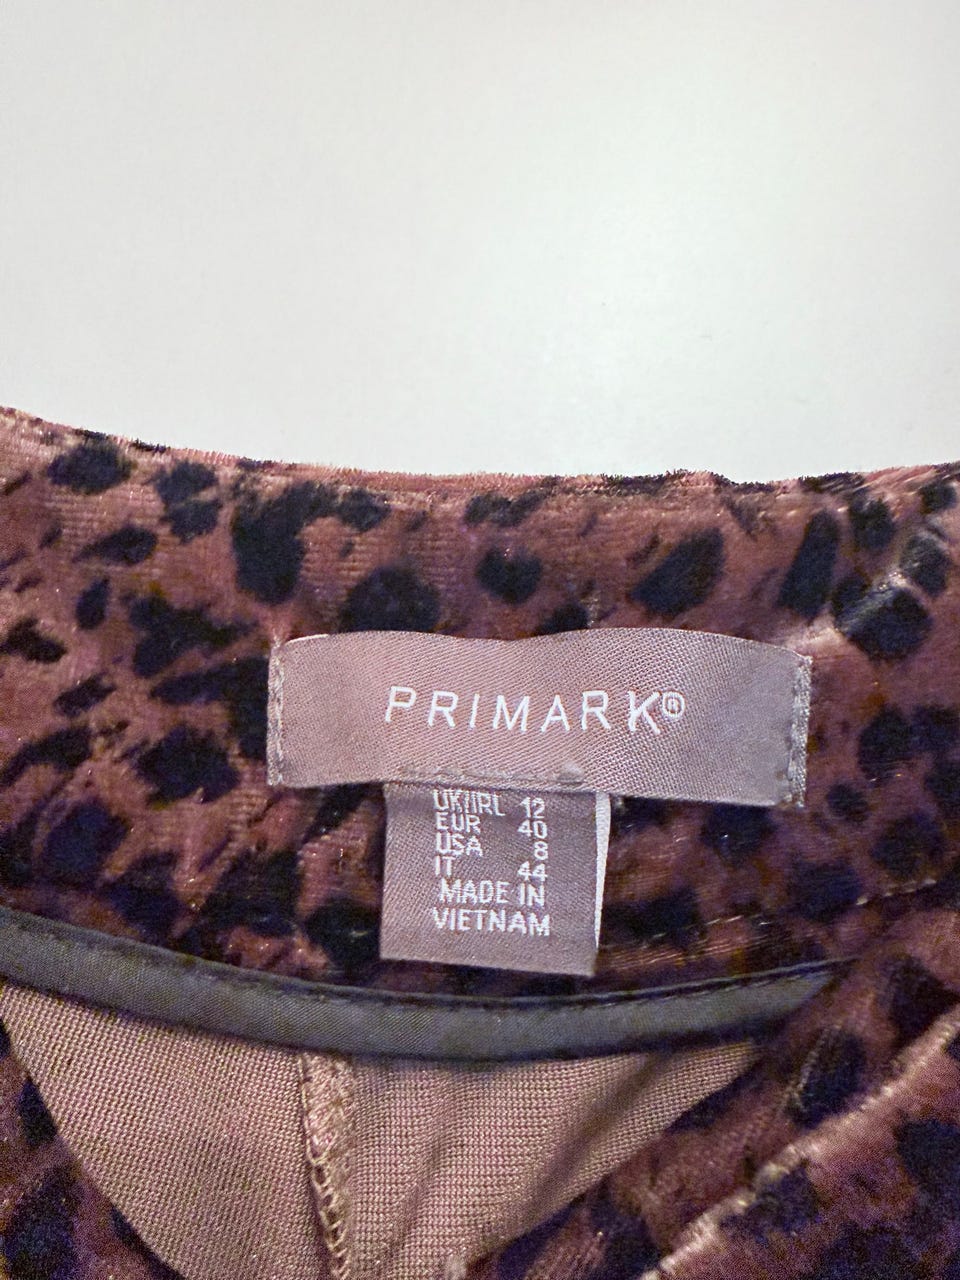 PRIMARK®
UK/IRL 12
EUR 40
USA 8
IT 44
MADE IN
VIETNAM